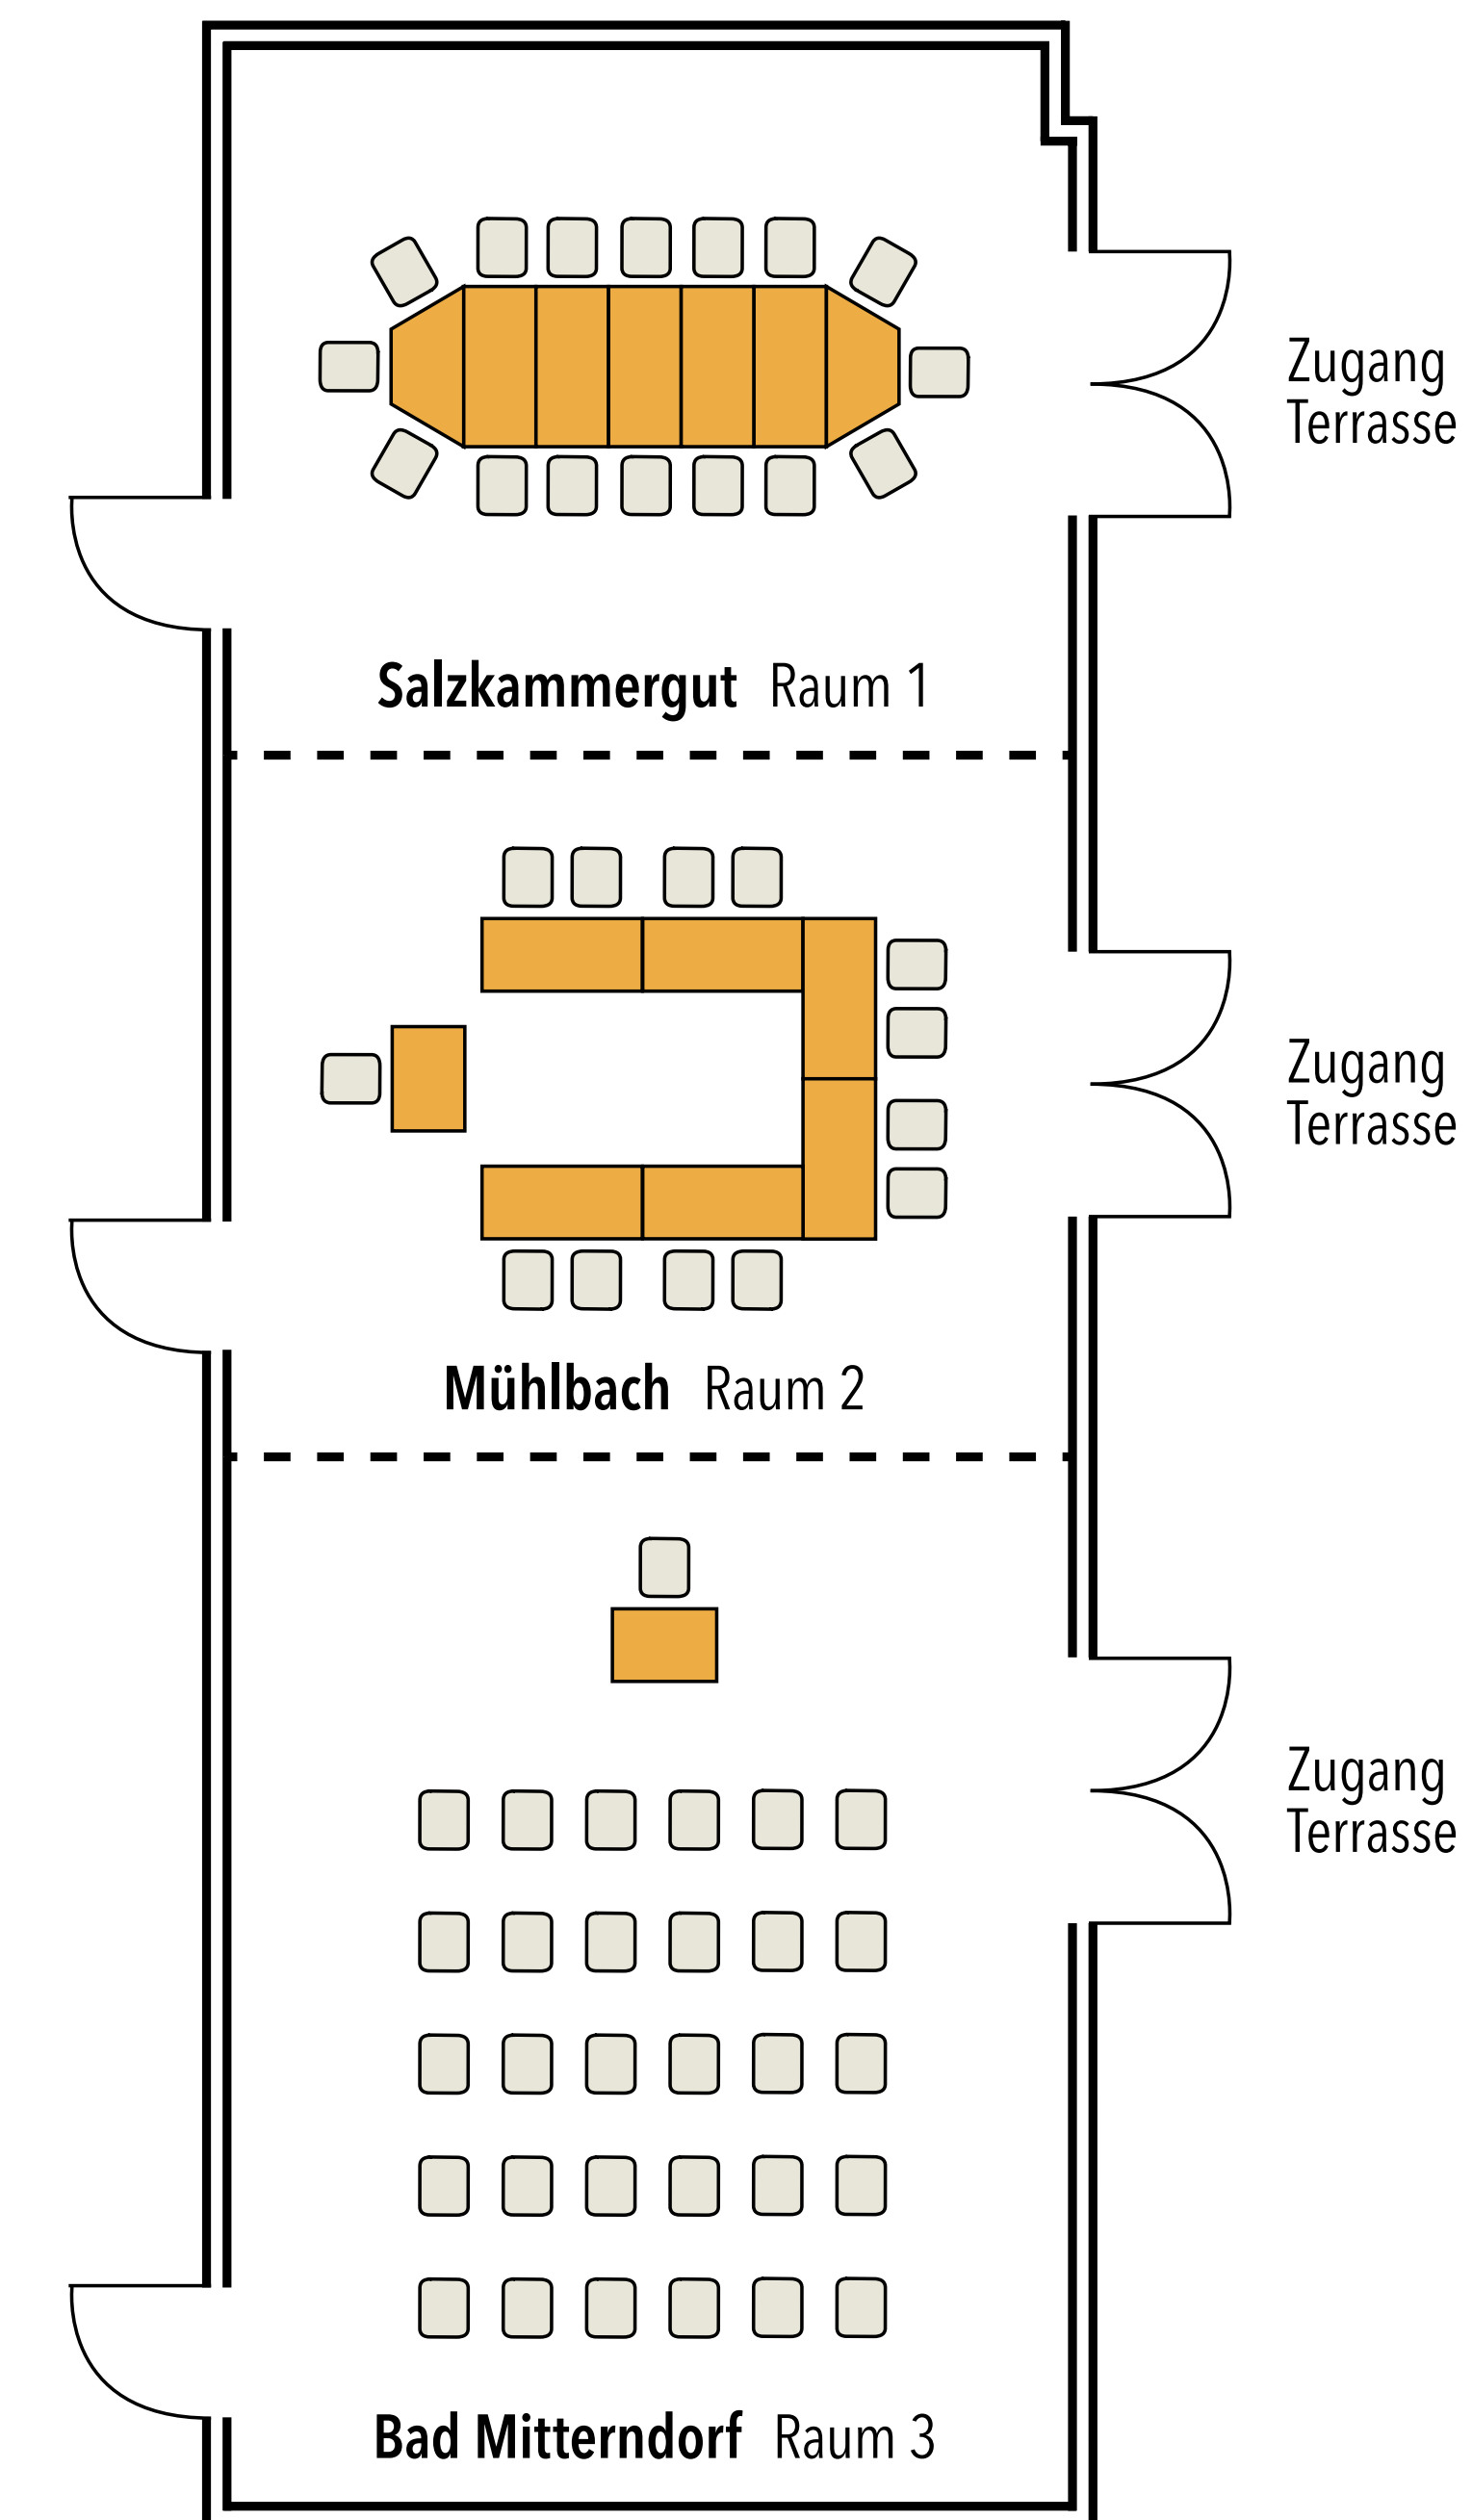 Zugang
Terrasse
Salzkammergut Raum 1
Zugang
Terrasse
Mühlbach Raum 2
Zugang
Terrasse
Bad Mitterndorf Raum 3